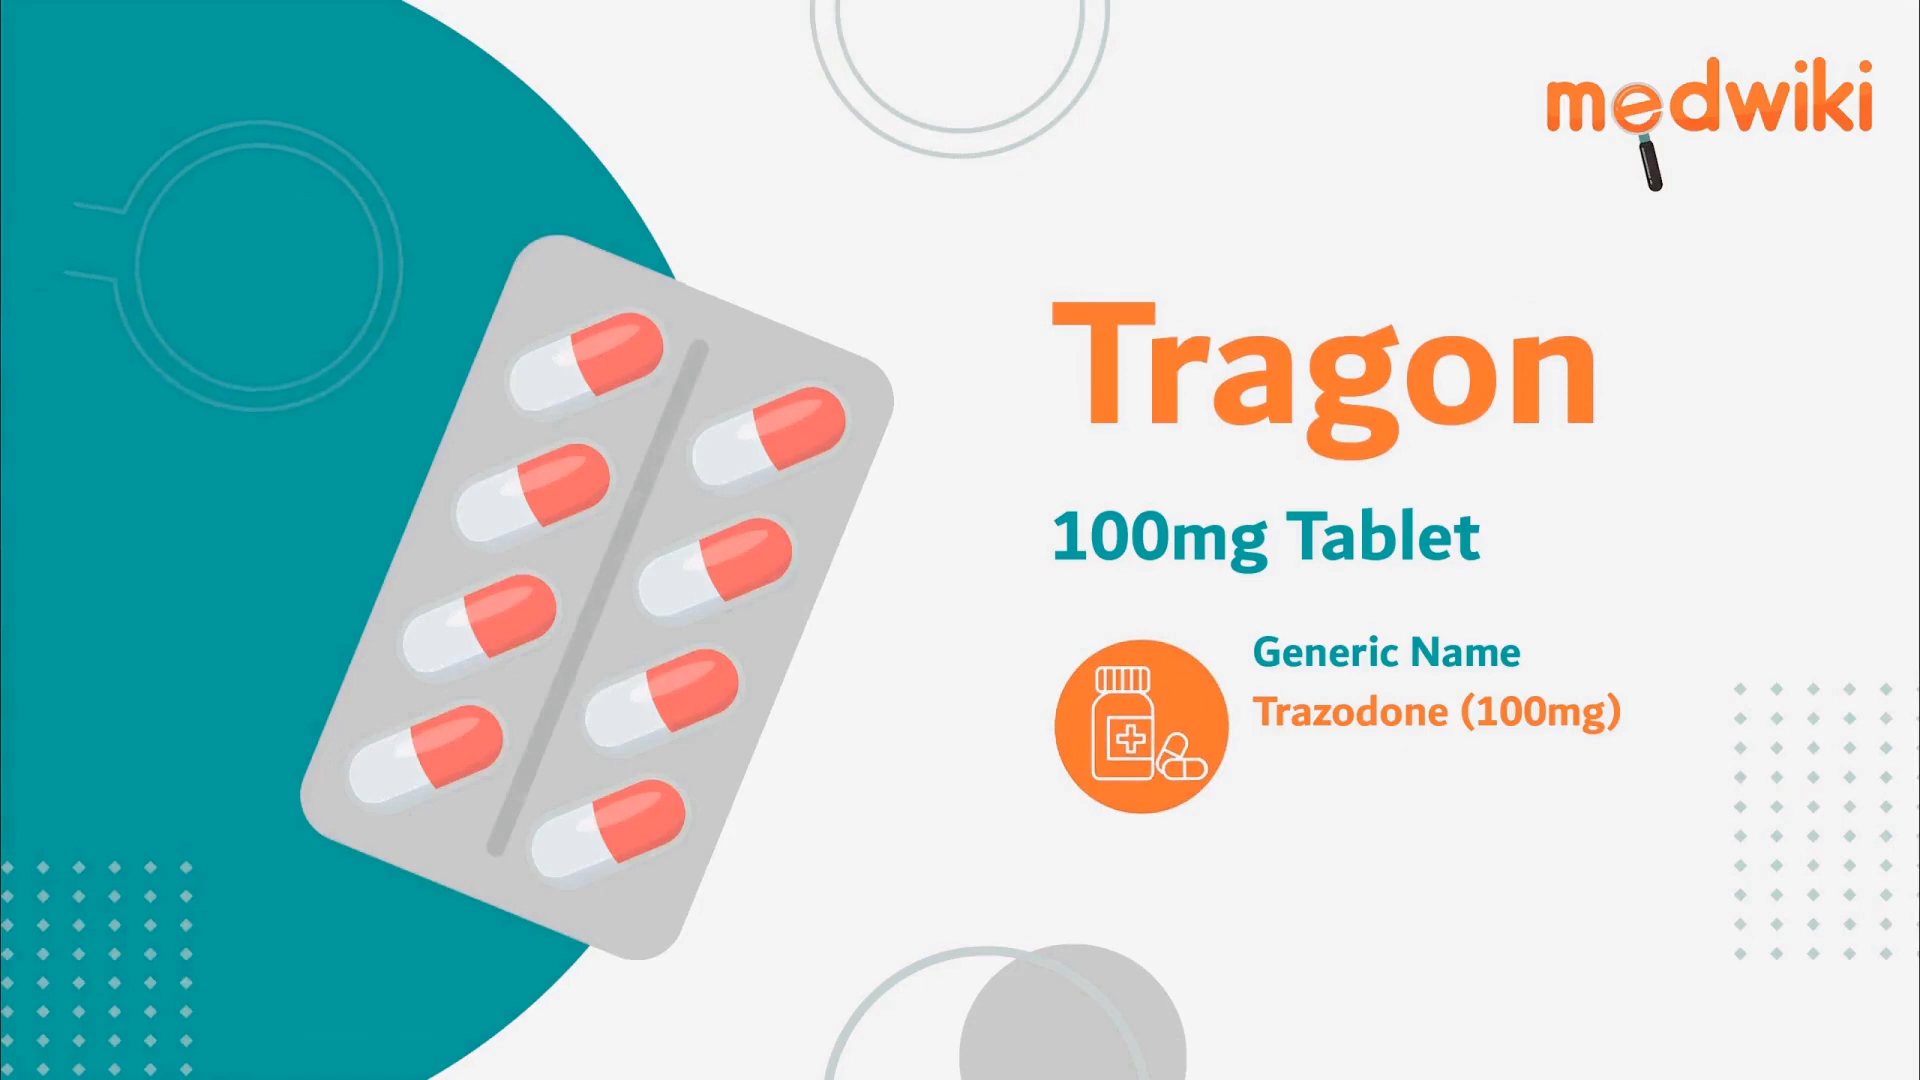 medwiki
Tragon
100mg Tablet
Generic Name
Trazodone (100mg)